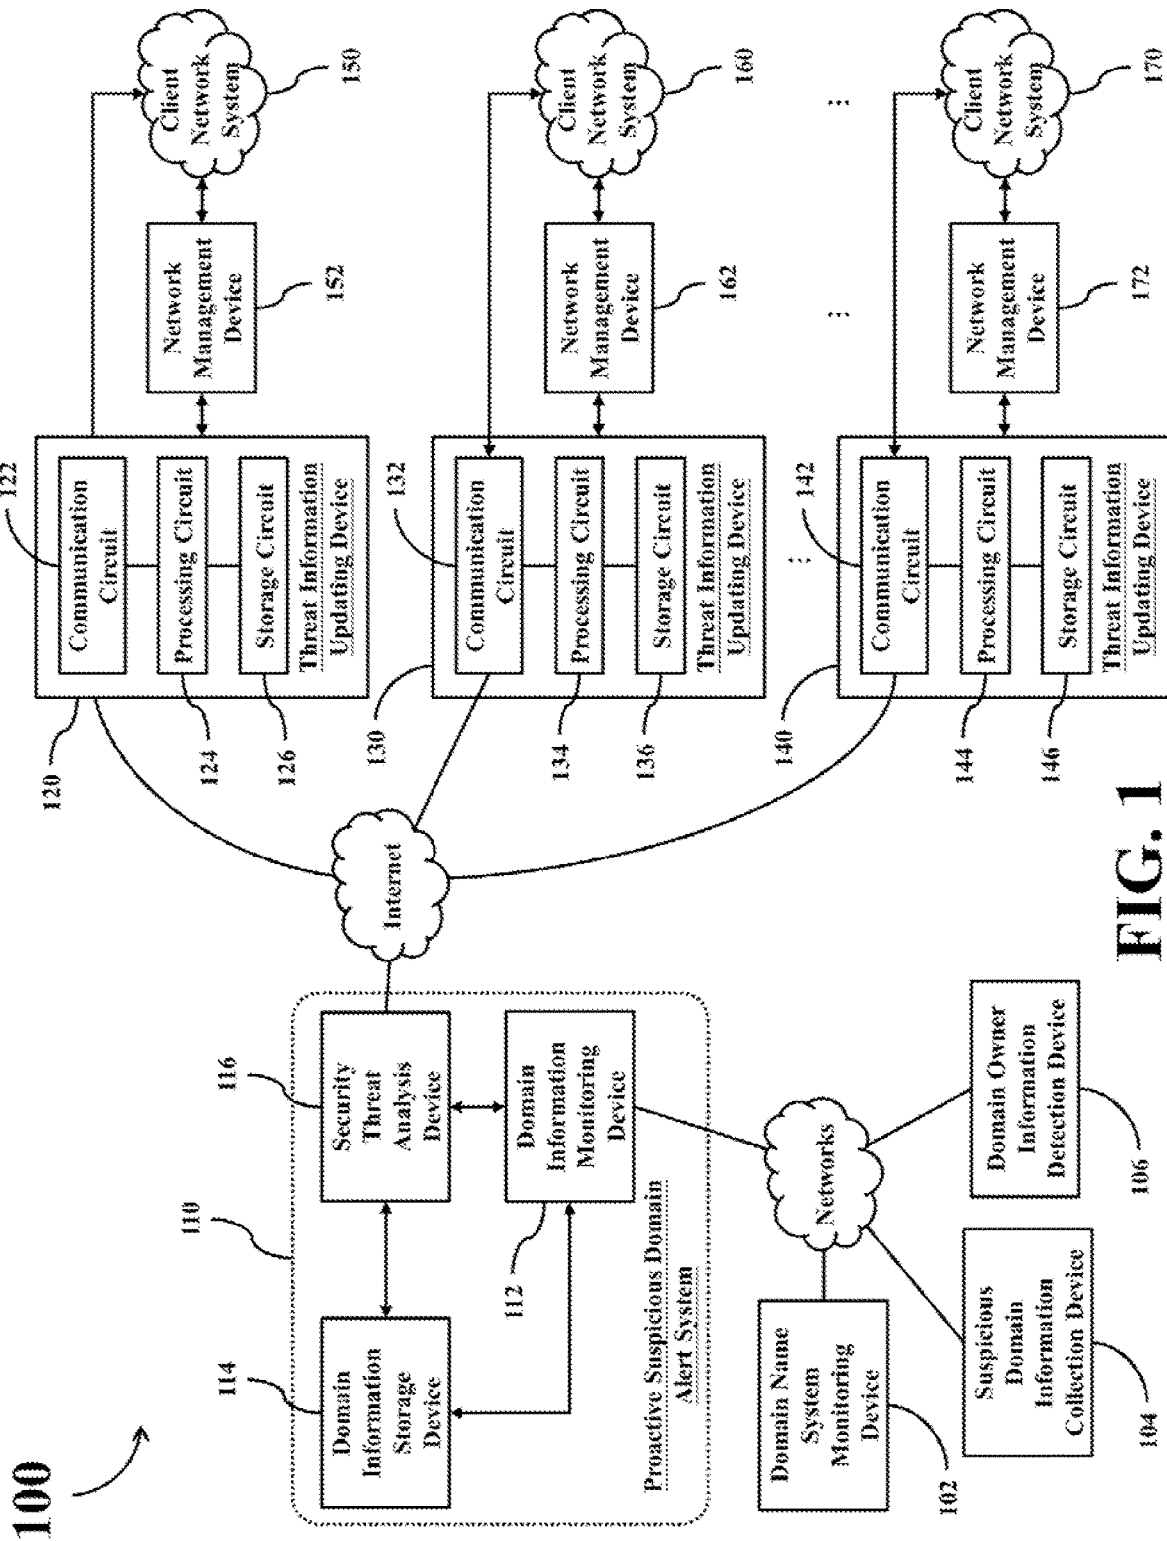 100
110
114
Domain
Information
Storage
Device
116
Security
Threat
Analysis
Device
112
Domain
Information
Monitoring
Device
Proactive Suspicious Domain
Alert System
Internet
Networks
Domain Name
System
Monitoring
Device
102
Suspicious
Domain
Information
Collection Device
104
Domain Owner
Information
Detection Device
106
120
122
Communication
Circuit
124
Processing Circuit
126
Storage Circuit
Threat Information
Updating Device
Network
Management
Device
152
Client
Network
System
150
130
132
Communication
Circuit
134
Processing Circuit
136
Storage Circuit
Threat Information
Updating Device
Network
Management
Device
162
Client
Network
System
160
...
...
...
140
142
Communication
Circuit
144
Processing Circuit
146
Storage Circuit
Threat Information
Updating Device
Network
Management
Device
172
Client
Network
System
170
FIG. 1